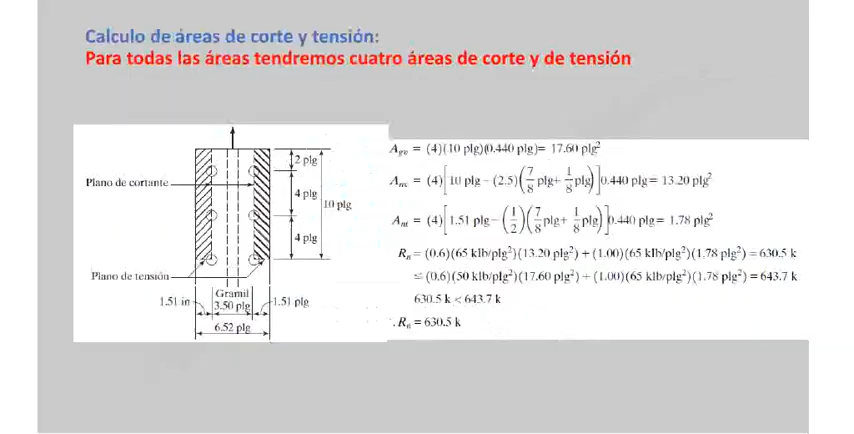 Calculo de áreas de corte y tensión:
Para todas las áreas tendremos cuatro áreas de corte y de tensión
2 plg
Plano de cortante
4 plg
10 plg
4 plg
Plano de tensión
Gramil
1.51 in
3.50 plg
1.51 plg
6.52 plg
A_gv = (4)(10 plg)(0.440 plg)= 17.60 plg²
A_nv = (4)[10 plg − (2.5)(7/8 plg+ 1/8 plg)]0.440 plg= 13.20 plg²
A_nt = (4)[1.51 plg− (1/2)(7/8 plg+ 1/8 plg)]0.440 plg= 1.78 plg²
R_n = (0.6)(65 klb/plg²)(13.20 plg²) + (1.00)(65 klb/plg²)(1.78 plg²) = 630.5 k
≤ (0.6)(50 klb/plg²)(17.60 plg²) + (1.00)(65 klb/plg²)(1.78 plg²) = 643.7 k
630.5 k < 643.7 k
R_n = 630.5 k